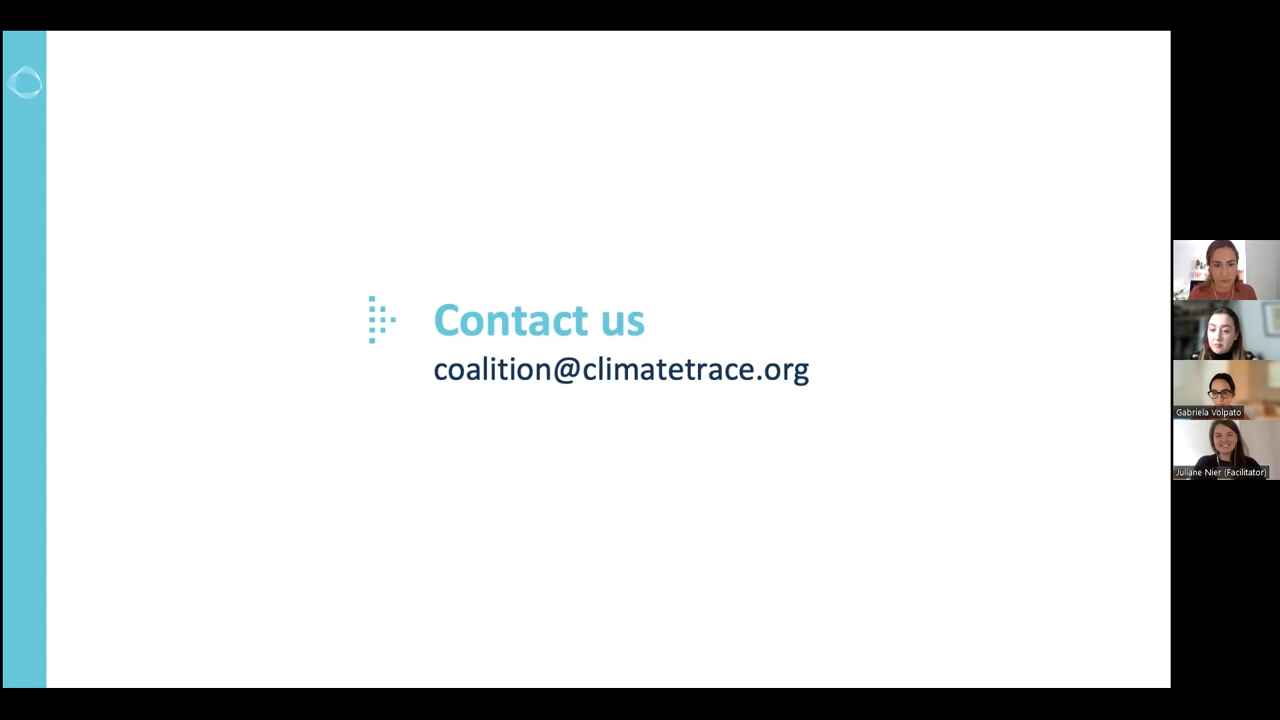 Contact us
coalition@climatetrace.org
Gabriela Volpato
Juliane Nier (Facilitator)